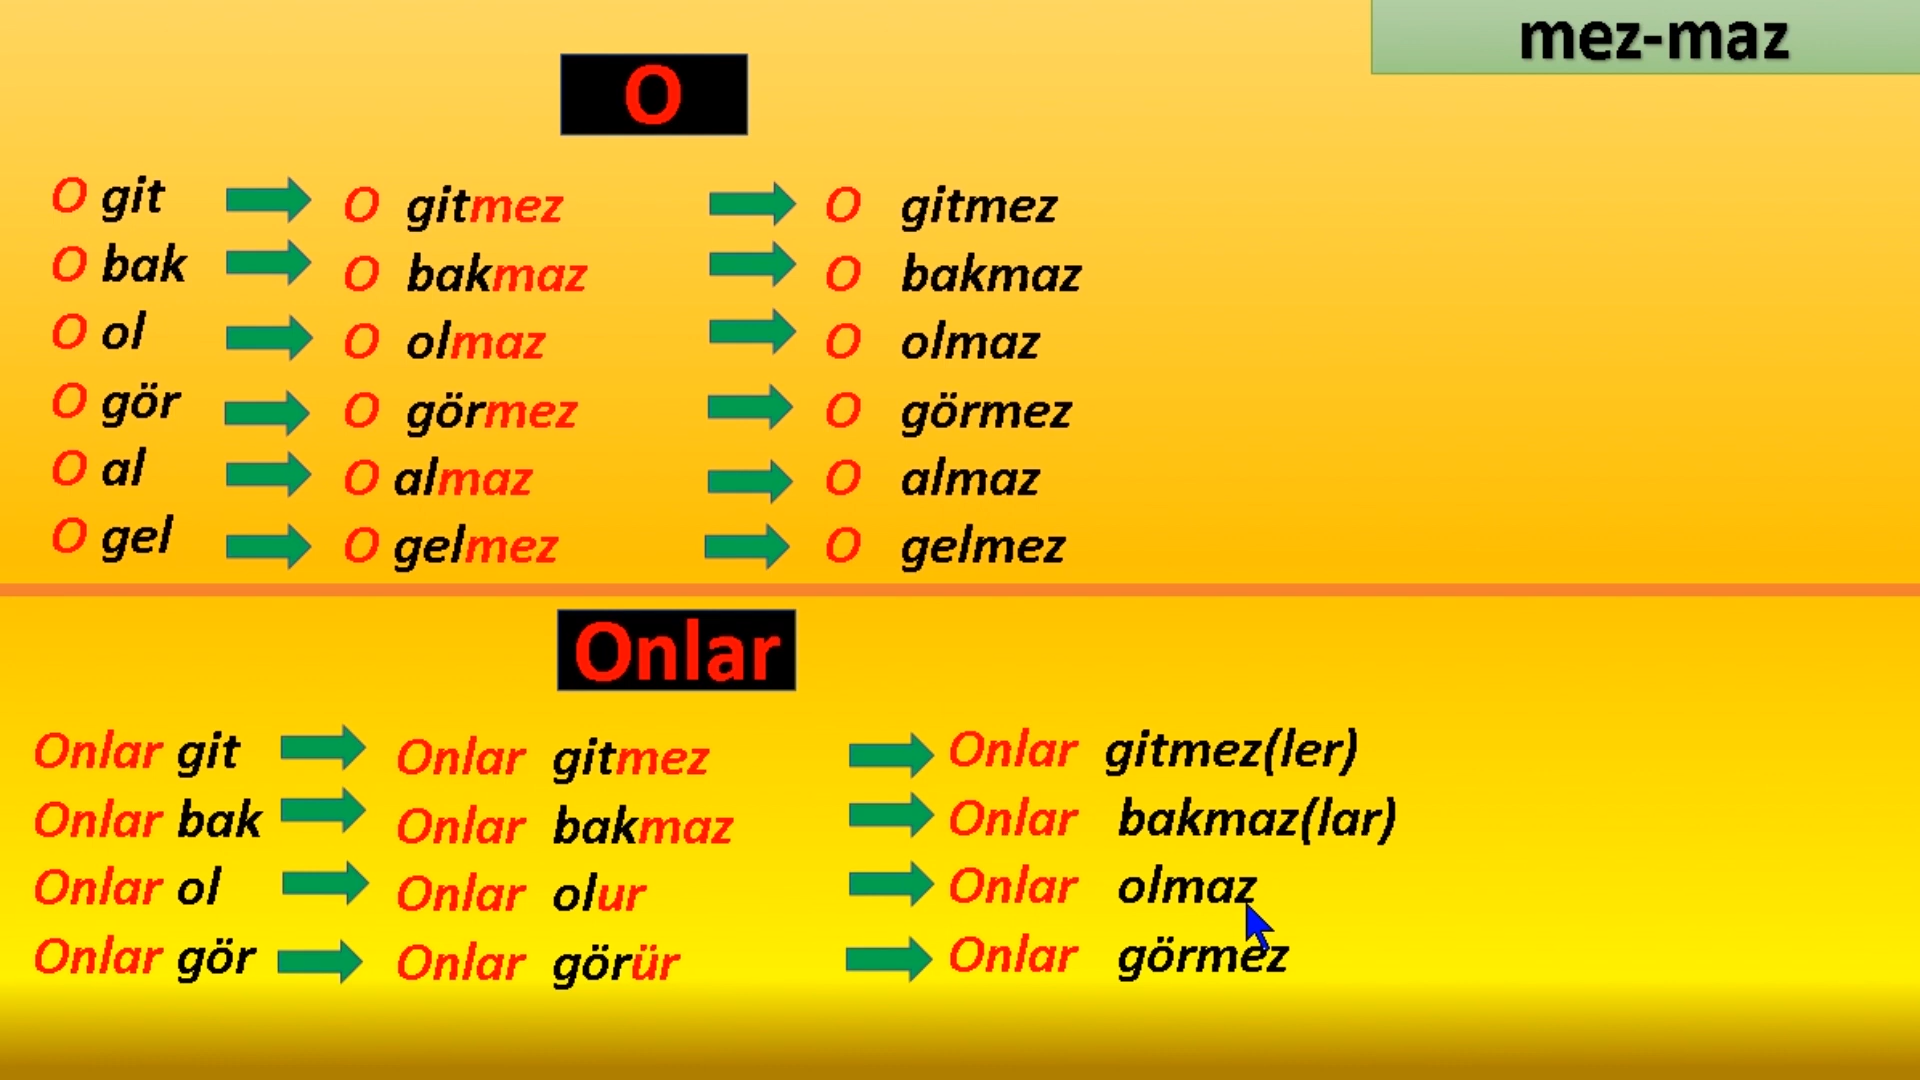 mez-maz
O
O git O gitmez O gitmez
O bak O bakmaz O bakmaz
O ol O olmaz O olmaz
O gör O görmez O görmez
O al O almaz O almaz
O gel O gelmez O gelmez
Onlar
Onlar git Onlar gitmez Onlar gitmez(ler)
Onlar bak Onlar bakmaz Onlar bakmaz(lar)
Onlar ol Onlar olur Onlar olmaz
Onlar gör Onlar görür Onlar görmez